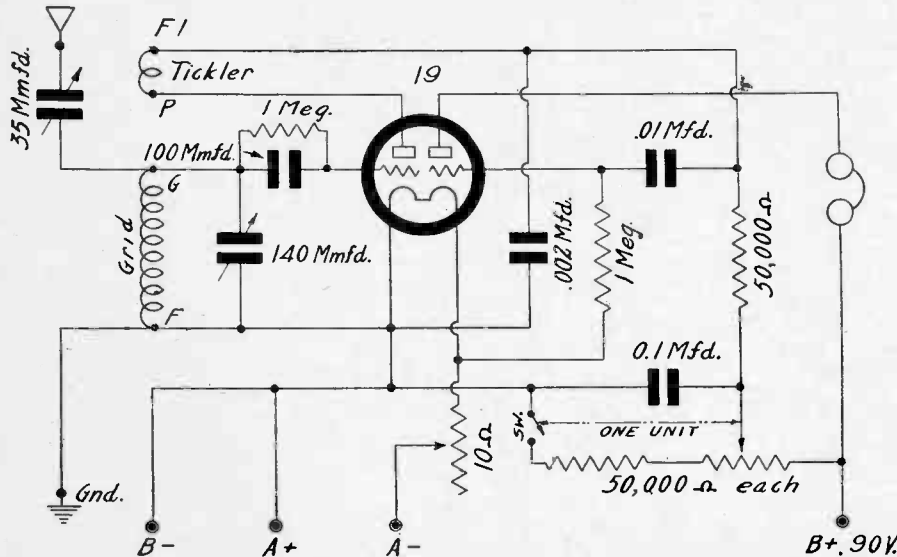 F1
Tickler
P
19
35 Mmfd.
1 Meg.
100 Mmfd.
.01 Mfd.
G
Grid
140 Mmfd.
.002 Mfd.
1 Meg.
50,000 Ω
F
0.1 Mfd.
SW.
ONE UNIT
10 Ω
50,000 Ω each
Gnd.
B-
A+
A-
B+, 90V.